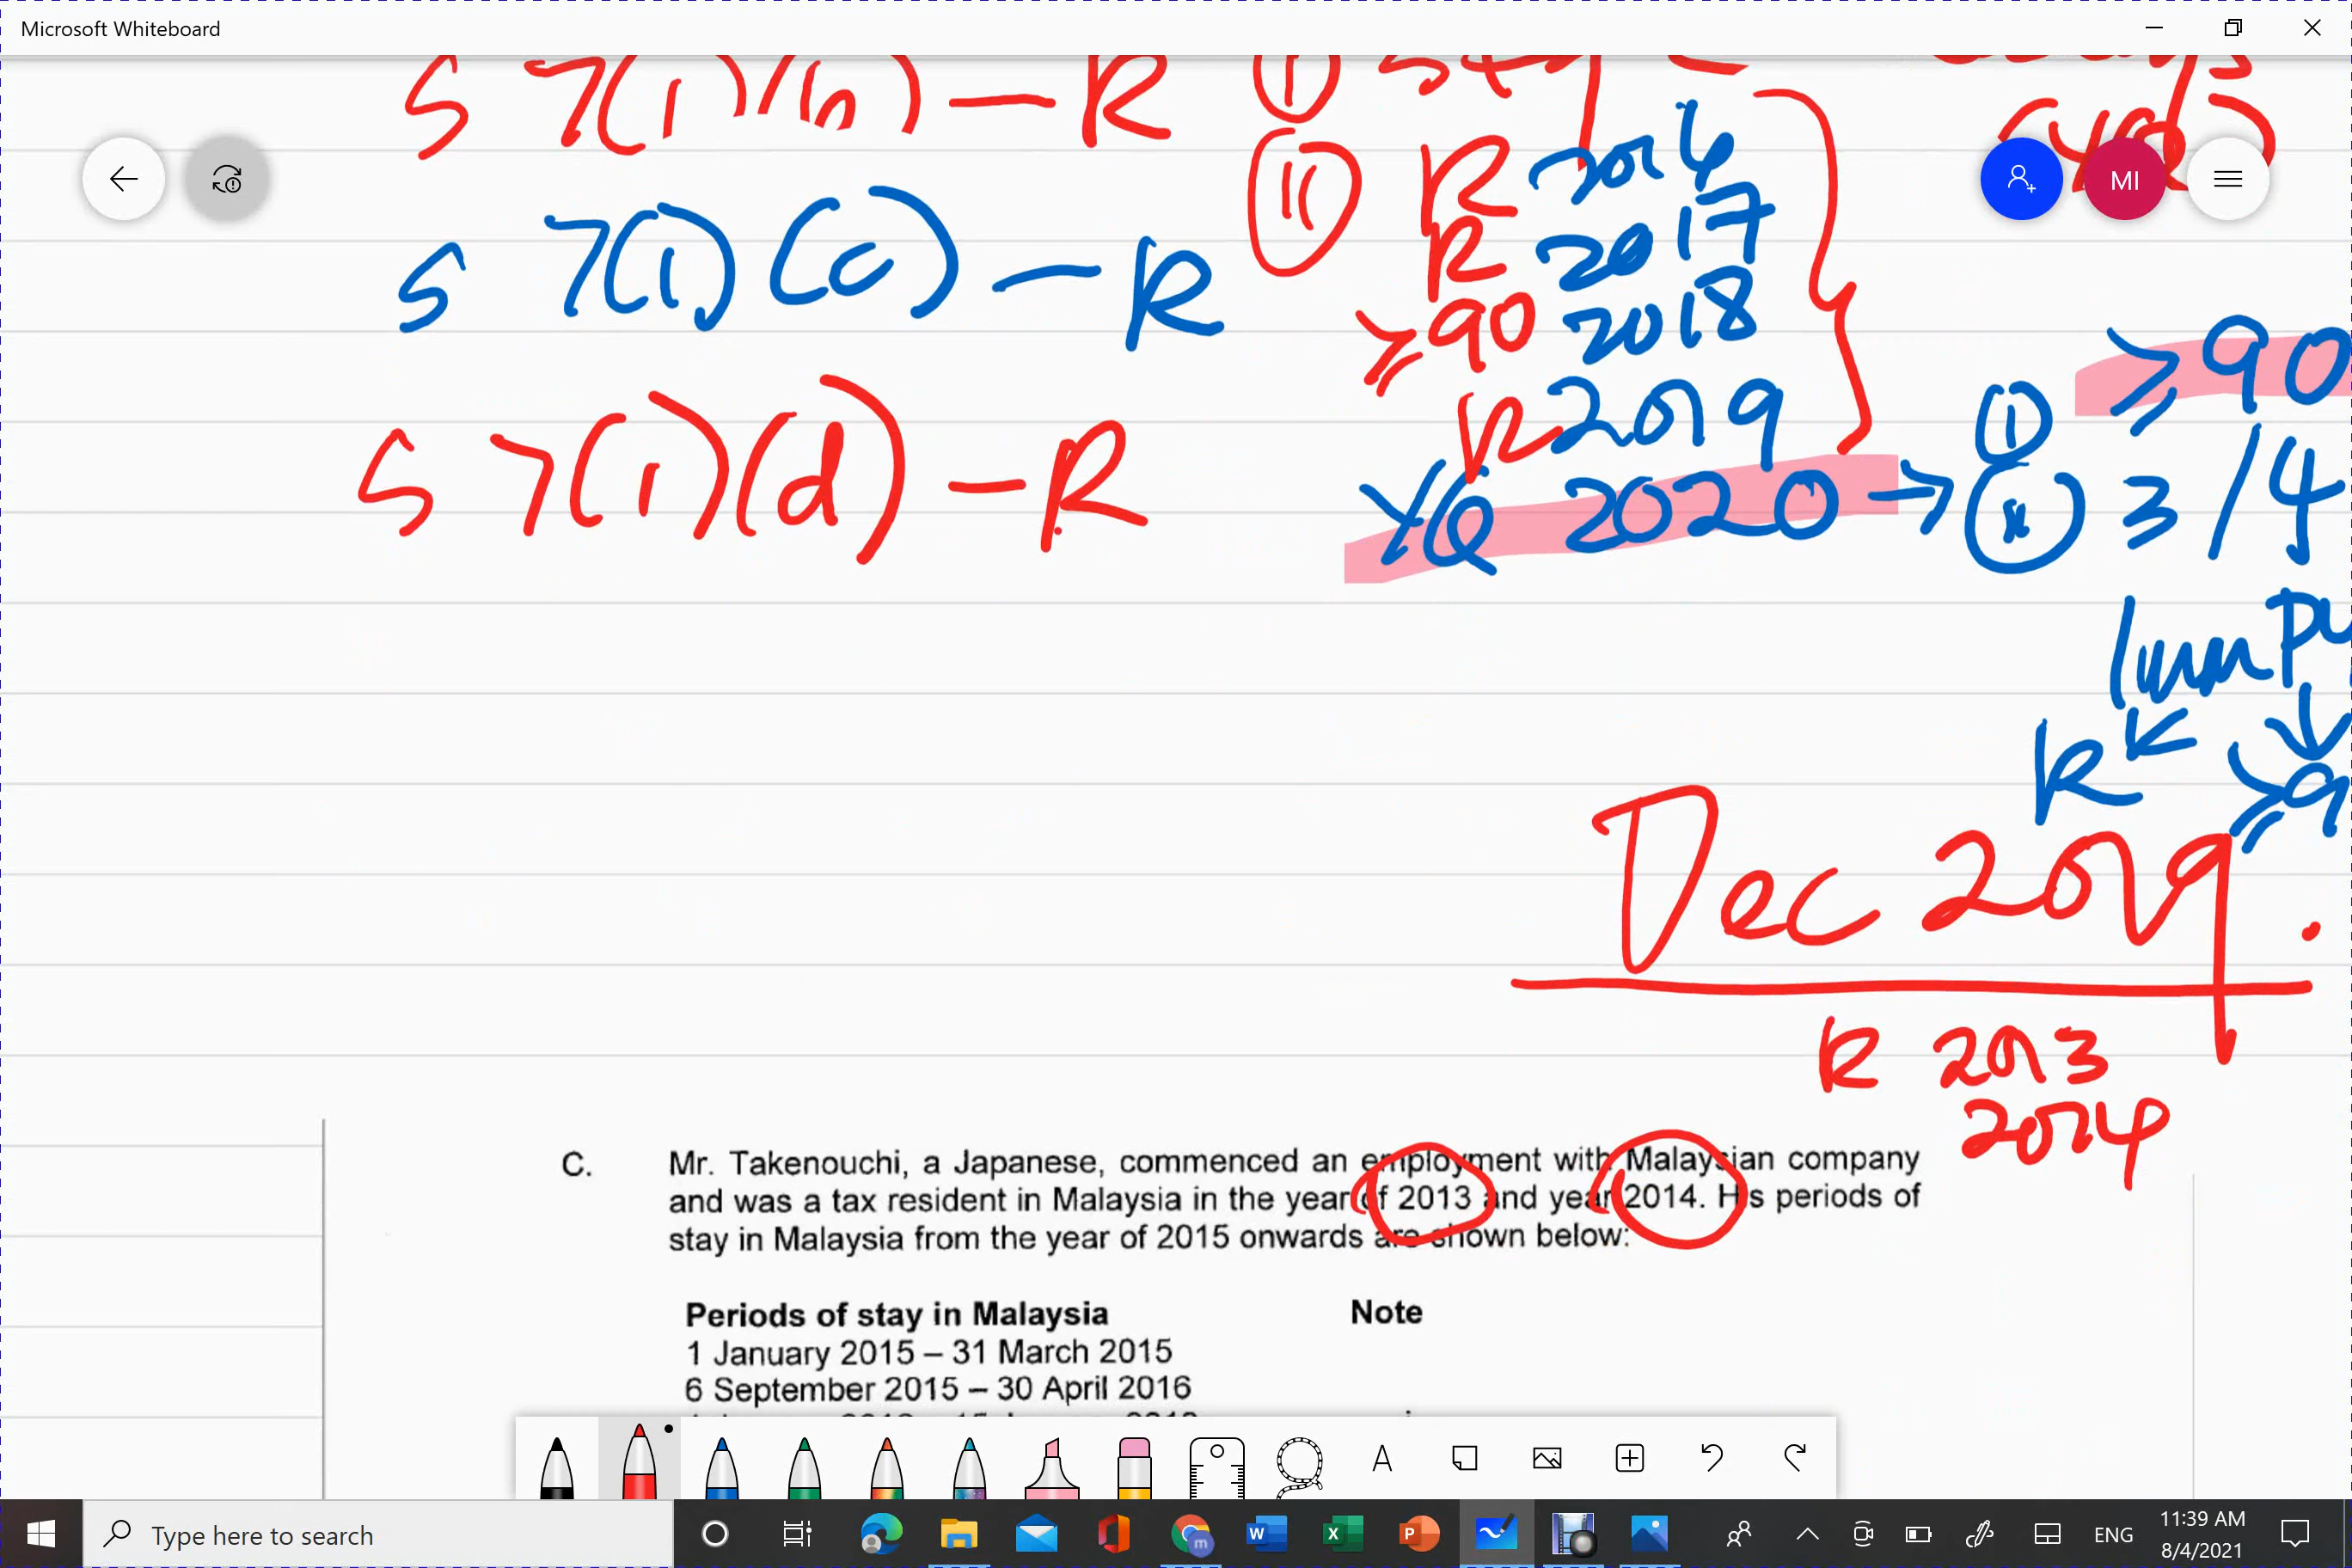 Microsoft Whiteboard
S 7(1)(b) – R
I
II
R 2016
R 2017
≥90 2018
R 2019
YA 2020 →
S 7(1)(c) – R
S 7(1)(d) – R
≥90
I
3/4
R
Dec 2019.
R 2013
2014
MI
C. Mr. Takenouchi, a Japanese, commenced an employment with Malaysian company
and was a tax resident in Malaysia in the year of 2013 and year 2014. His periods of
stay in Malaysia from the year of 2015 onwards are shown below:
Periods of stay in Malaysia Note
1 January 2015 – 31 March 2015
6 September 2015 – 30 April 2016
Type here to search
ENG
11:39 AM
8/4/2021